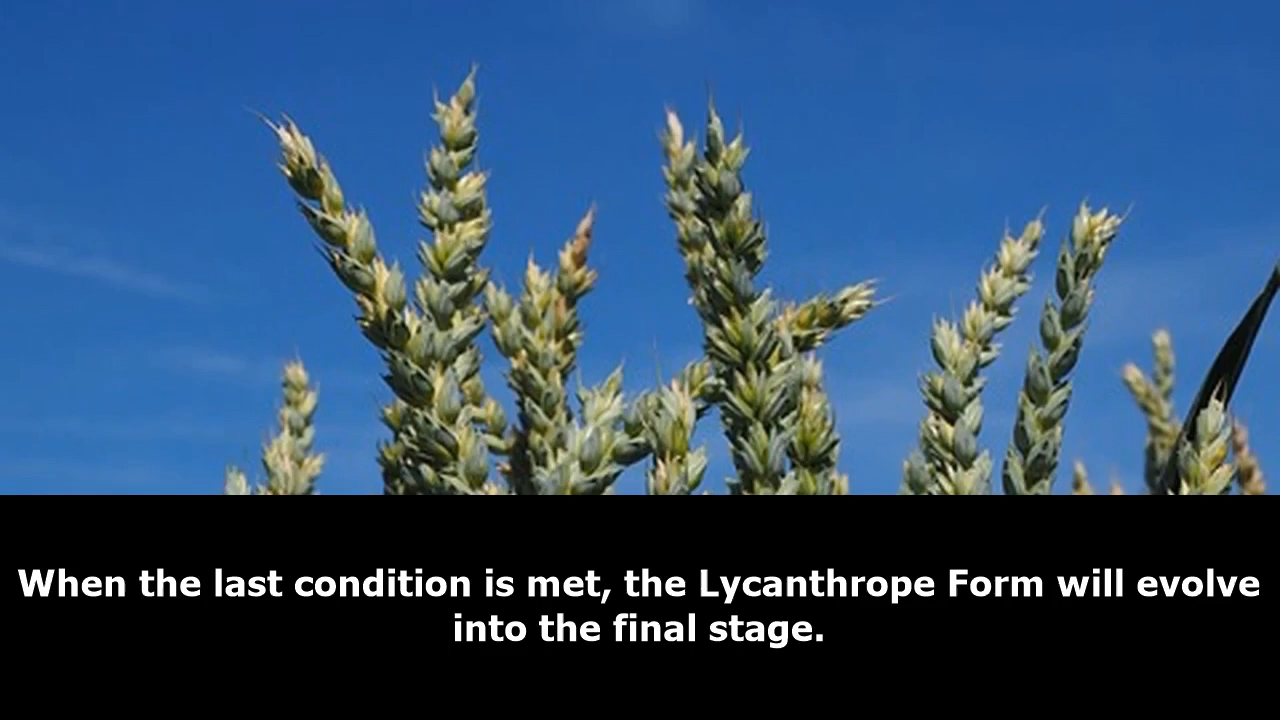 When the last condition is met, the Lycanthrope Form will evolve
into the final stage.